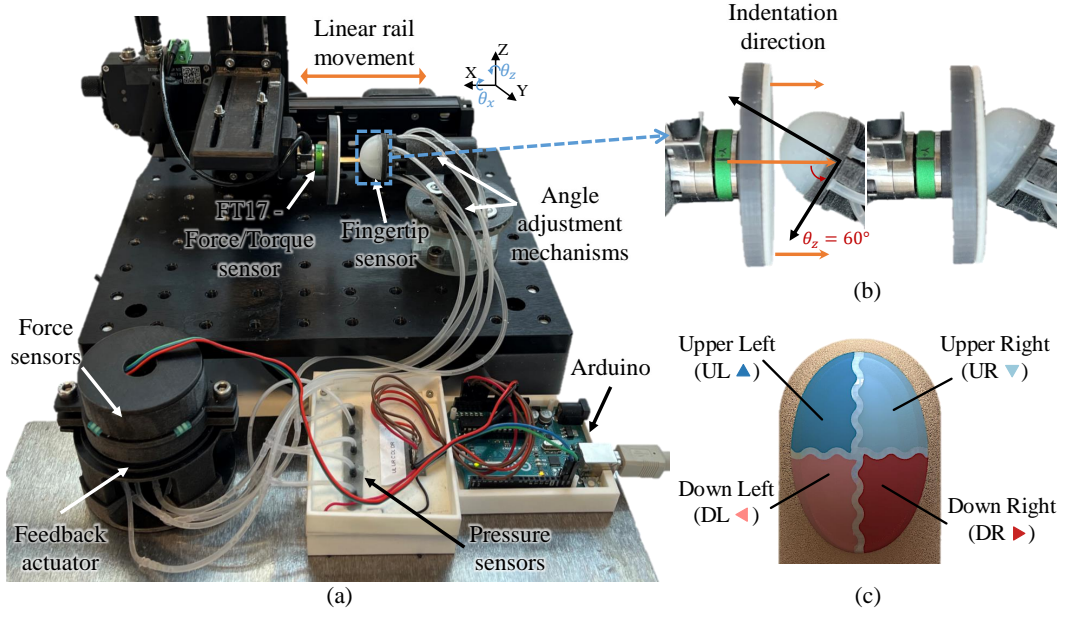 Linear rail
movement
Z
θz
X
θx
Y
FT17 -
Force/Torque
sensor
Fingertip
sensor
Angle
adjustment
mechanisms
Force
sensors
Arduino
Feedback
actuator
Pressure
sensors
(a)
Indentation
direction
θz = 60°
(b)
Upper Left
(UL ▲)
Upper Right
(UR ▼)
Down Left
(DL ◄)
Down Right
(DR ►)
(c)